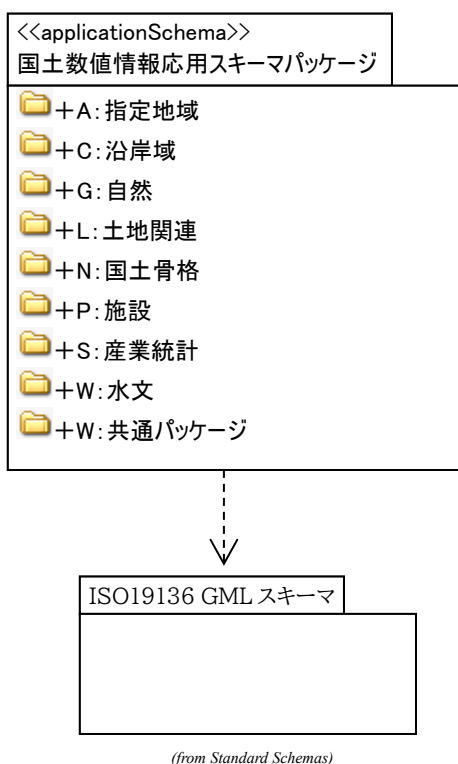 <<applicationSchema>>
国土数値情報応用スキーマパッケージ
+A:指定地域
+C:沿岸域
+G:自然
+L:土地関連
+N:国土骨格
+P:施設
+S:産業統計
+W:水文
+W:共通パッケージ
ISO19136 GML スキーマ
(from Standard Schemas)